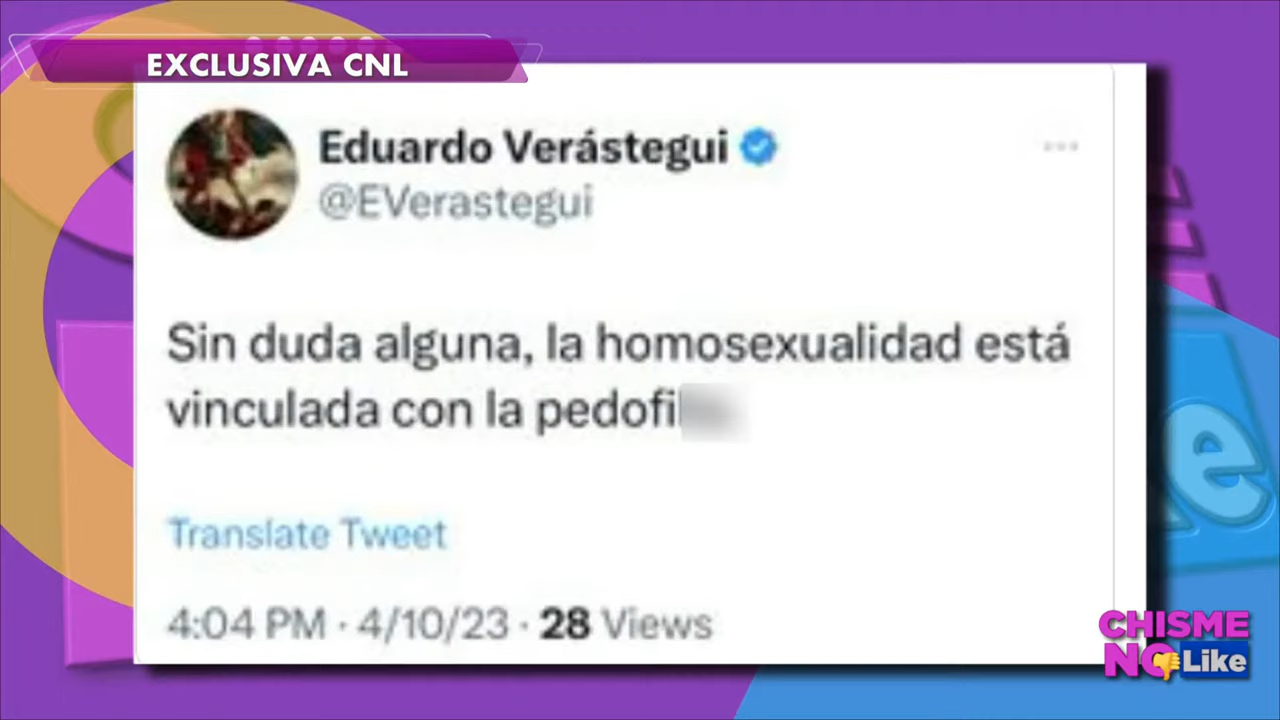 EXCLUSIVA CNL
Eduardo Verástegui
@EVerastegui
Sin duda alguna, la homosexualidad está
vinculada con la pedofil
Translate Tweet
4:04 PM · 4/10/23 · 28 Views
CHISME
NO Like